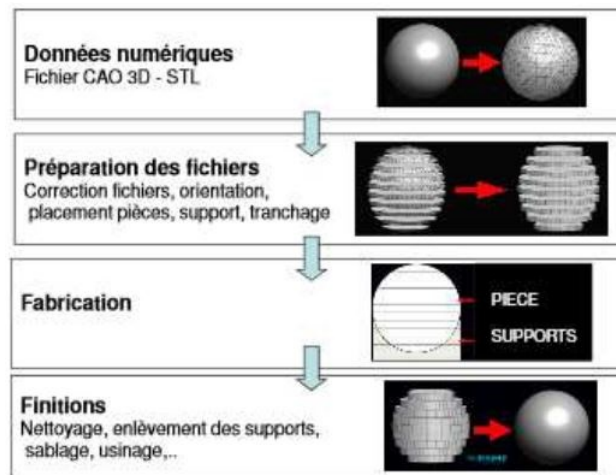 Données numériques
Fichier CAO 3D - STL
Préparation des fichiers
Correction fichiers, orientation,
placement pièces, support, tranchage
Fabrication
PIECE
SUPPORTS
Finitions
Nettoyage, enlèvement des supports,
sablage, usinage,..